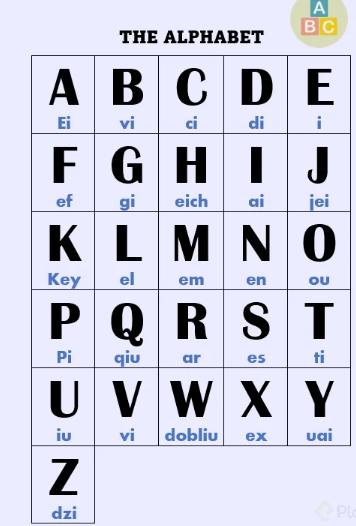 A
B C
THE ALPHABET
A B C D E
Ei vi ci di i
F G H I J
ef gi eich ai jei
K L M N O
Key el em en ou
P Q R S T
Pi qiu ar es ti
U V W X Y
iu vi dobliu ex uai
Z
dzi